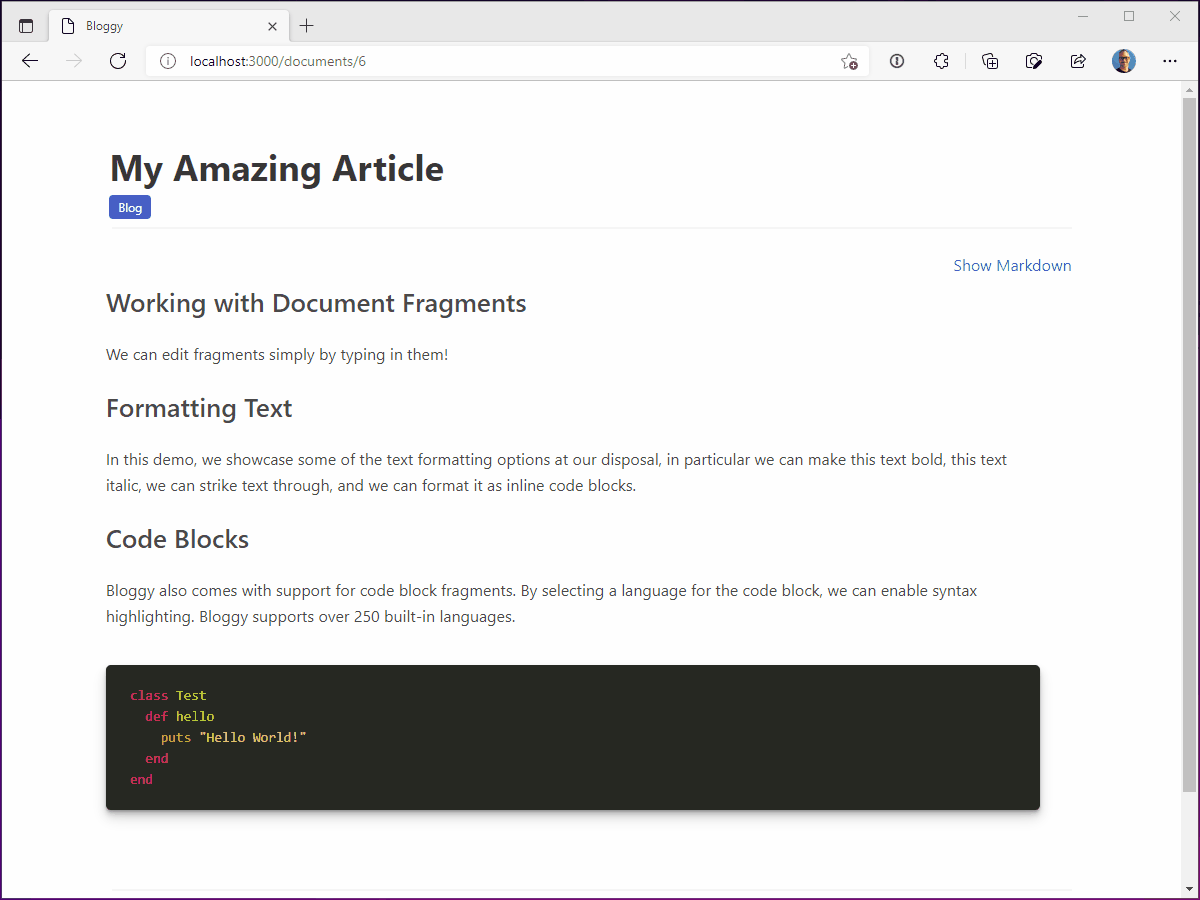 Bloggy
localhost:3000/documents/6
My Amazing Article
Blog
Show Markdown
Working with Document Fragments
We can edit fragments simply by typing in them!
Formatting Text
In this demo, we showcase some of the text formatting options at our disposal, in particular we can make this text bold, this text
italic, we can strike text through, and we can format it as inline code blocks.
Code Blocks
Bloggy also comes with support for code block fragments. By selecting a language for the code block, we can enable syntax
highlighting. Bloggy supports over 250 built-in languages.
class Test
  def hello
    puts "Hello World!"
  end
end